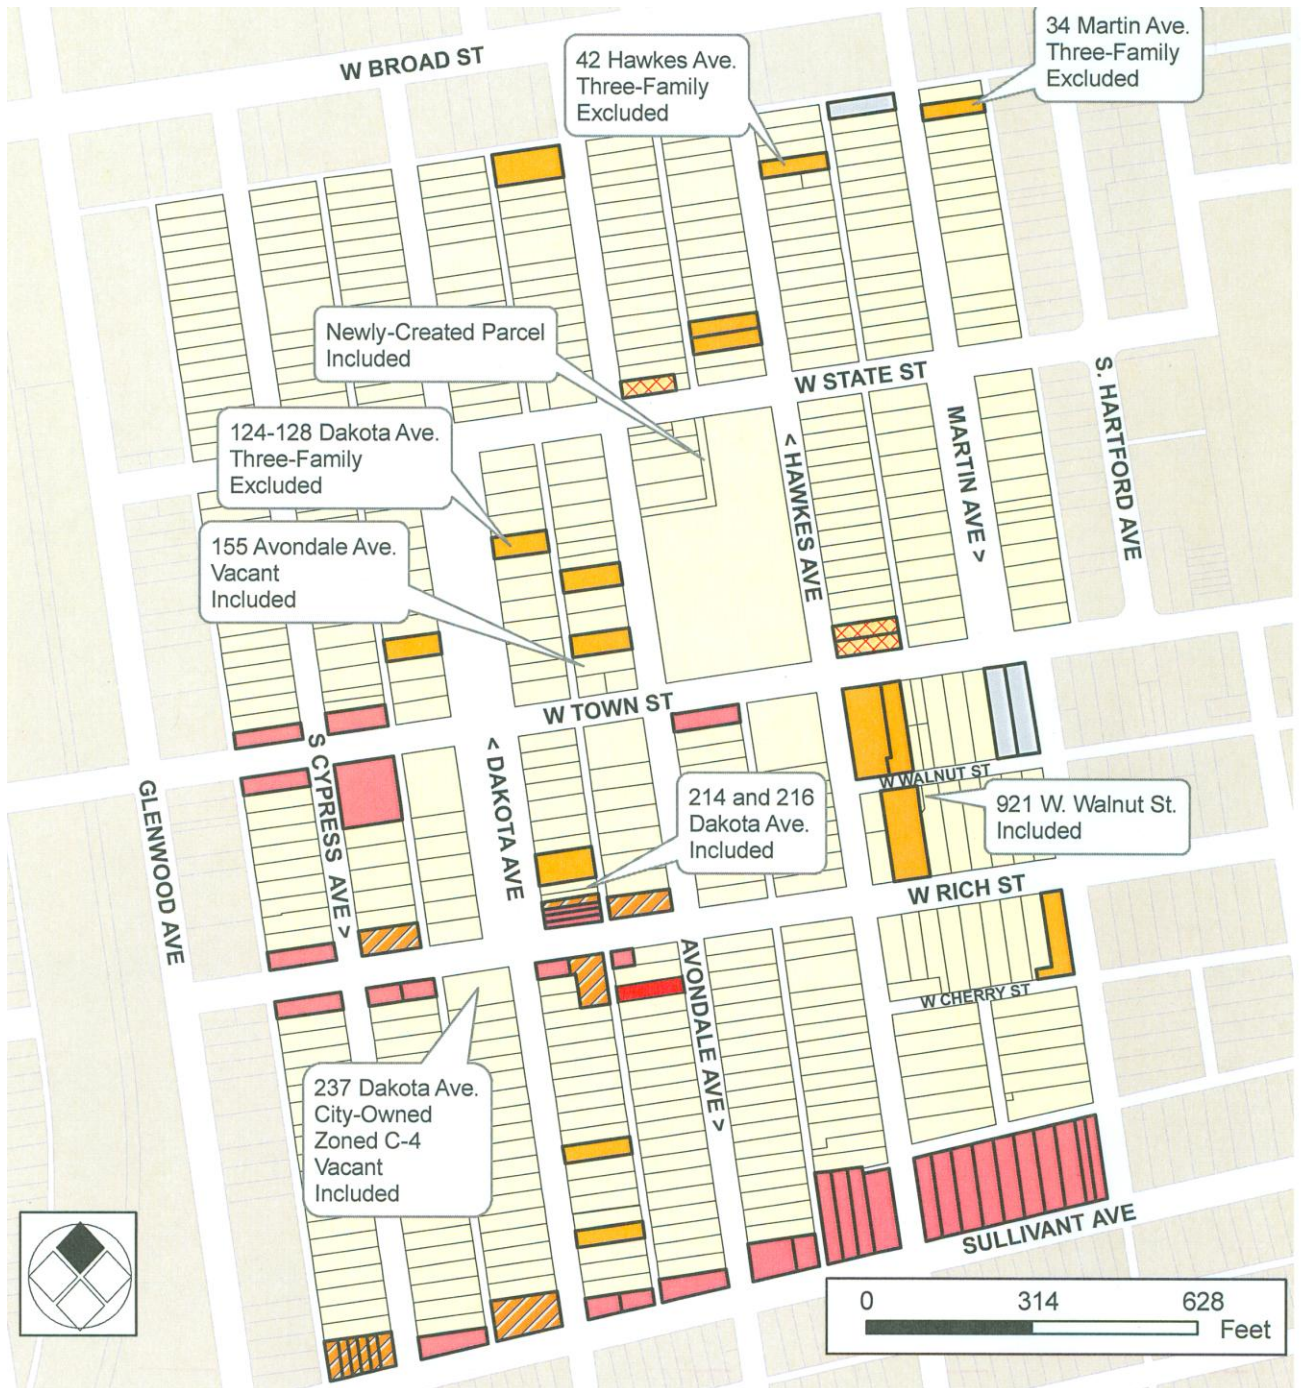 34 Martin Ave.
Three-Family
Excluded
W BROAD ST
42 Hawkes Ave.
Three-Family
Excluded
Newly-Created Parcel
Included
W STATE ST
S. HARTFORD AVE
124-128 Dakota Ave.
Three-Family
Excluded
< HAWKES AVE
MARTIN AVE >
155 Avondale Ave.
Vacant
Included
W TOWN ST
S CYPRESS AVE >
< DAKOTA AVE
GLENWOOD AVE
W WALNUT ST
214 and 216
Dakota Ave.
Included
921 W. Walnut St.
Included
W RICH ST
AVONDALE AVE >
W CHERRY ST
237 Dakota Ave.
City-Owned
Zoned C-4
Vacant
Included
SULLIVANT AVE
0 314 628
Feet